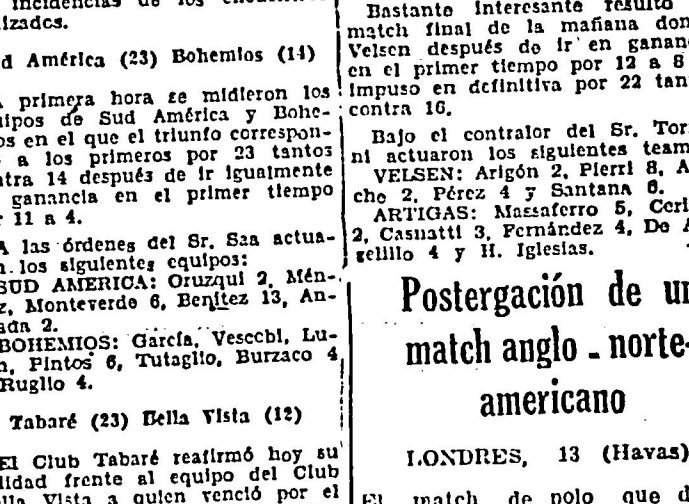 incidencias de los
izados.
d América (23) Bohemios (14)
primera hora se midieron los
uipos de Sud América y Bohe-
os en el que el triunfo correspon-
a los primeros por 23 tantos
ntra 14 después de ir igualmente
ganancia en el primer tiempo
r 11 a 4.
A las órdenes del Sr. Saa actua-
n los siguientes equipos:
SUD AMERICA: Oruzqui 2, Mén-
z, Monteverde 6, Benítez 13, An-
ada 2.
BOHEMIOS: García, Vescchi, Lu-
n, Pintos 6, Tutaglio, Burzaco 4
Ruglio 4.
Tabaré (23) Bella Vista (12)
El Club Tabaré reafirmó hoy su
lidad frente al equipo del Club
lla Vista a quien venció por el
Bastante interesante resultó
match final de la mañana don
Velsen después de ir en ganan
en el primer tiempo por 12 a 8
impuso en definitiva por 22 tan
contra 16.
Bajo el contralor del Sr. Tor
ni actuaron los siguientes team
VELSEN: Arigón 2, Pierri 8, A
cho 2, Pérez 4 y Santana 6.
ARTIGAS: Massaferro 5, Ceri
2, Casnatti 3, Fernández 4, De A
gelillo 4 y H. Iglesias.
Postergación de un
match anglo - norte-
americano
LONDRES, 13 (Havas)
El match de polo que d